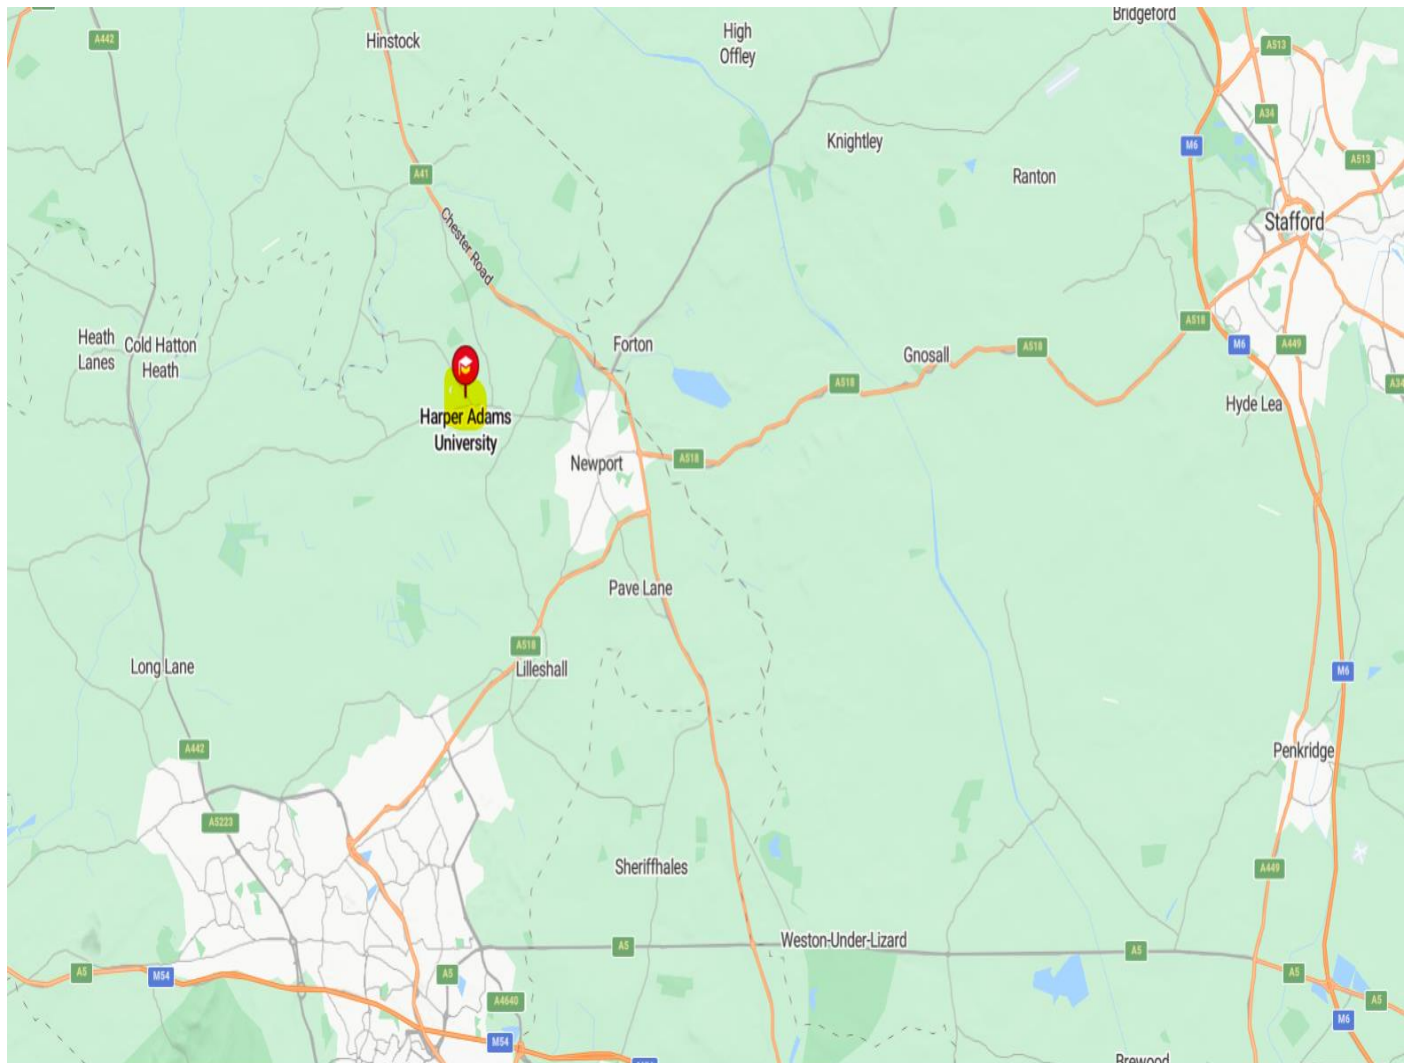 Bridgeford
A442
Hinstock
High
Offley
A513
A34
Knightley
M6
A513
A41
Ranton
Chester Road
Stafford
A518
Heath
Lanes
Cold Hatton
Heath
Forton
Gnosall
A518
M6
A449
A518
A34
Hyde Lea
Harper Adams
University
Newport
A518
Pave Lane
A518
Long Lane
Lilleshall
M6
A442
Penkridge
A5223
Sheriffhales
A449
Weston-Under-Lizard
A5
A5
A5
M54
A5
A5
A4640
A5
M6
M54
Brewood